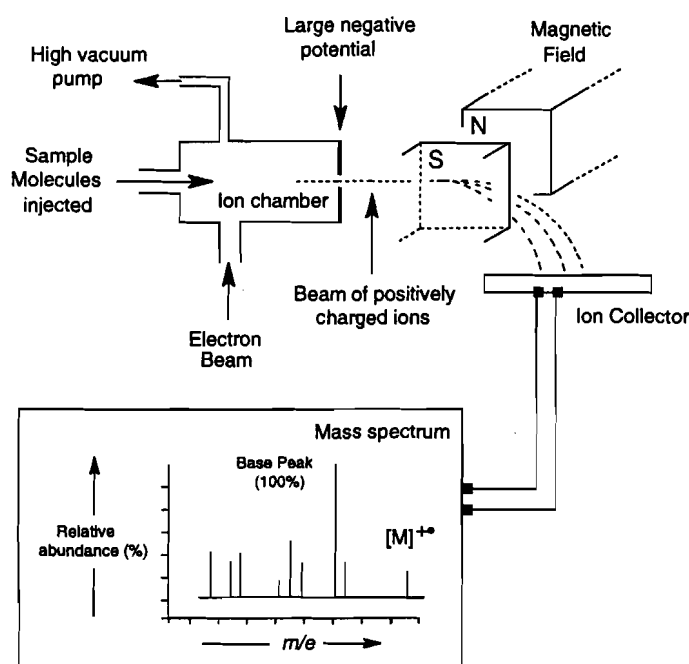 Large negative
potential
Magnetic
Field
High vacuum
pump
N
S
Sample
Molecules
injected
Ion chamber
Beam of positively
charged ions
Ion Collector
Electron
Beam
Mass spectrum
Base Peak
(100%)
Relative
abundance (%)
[M]+•
m/e